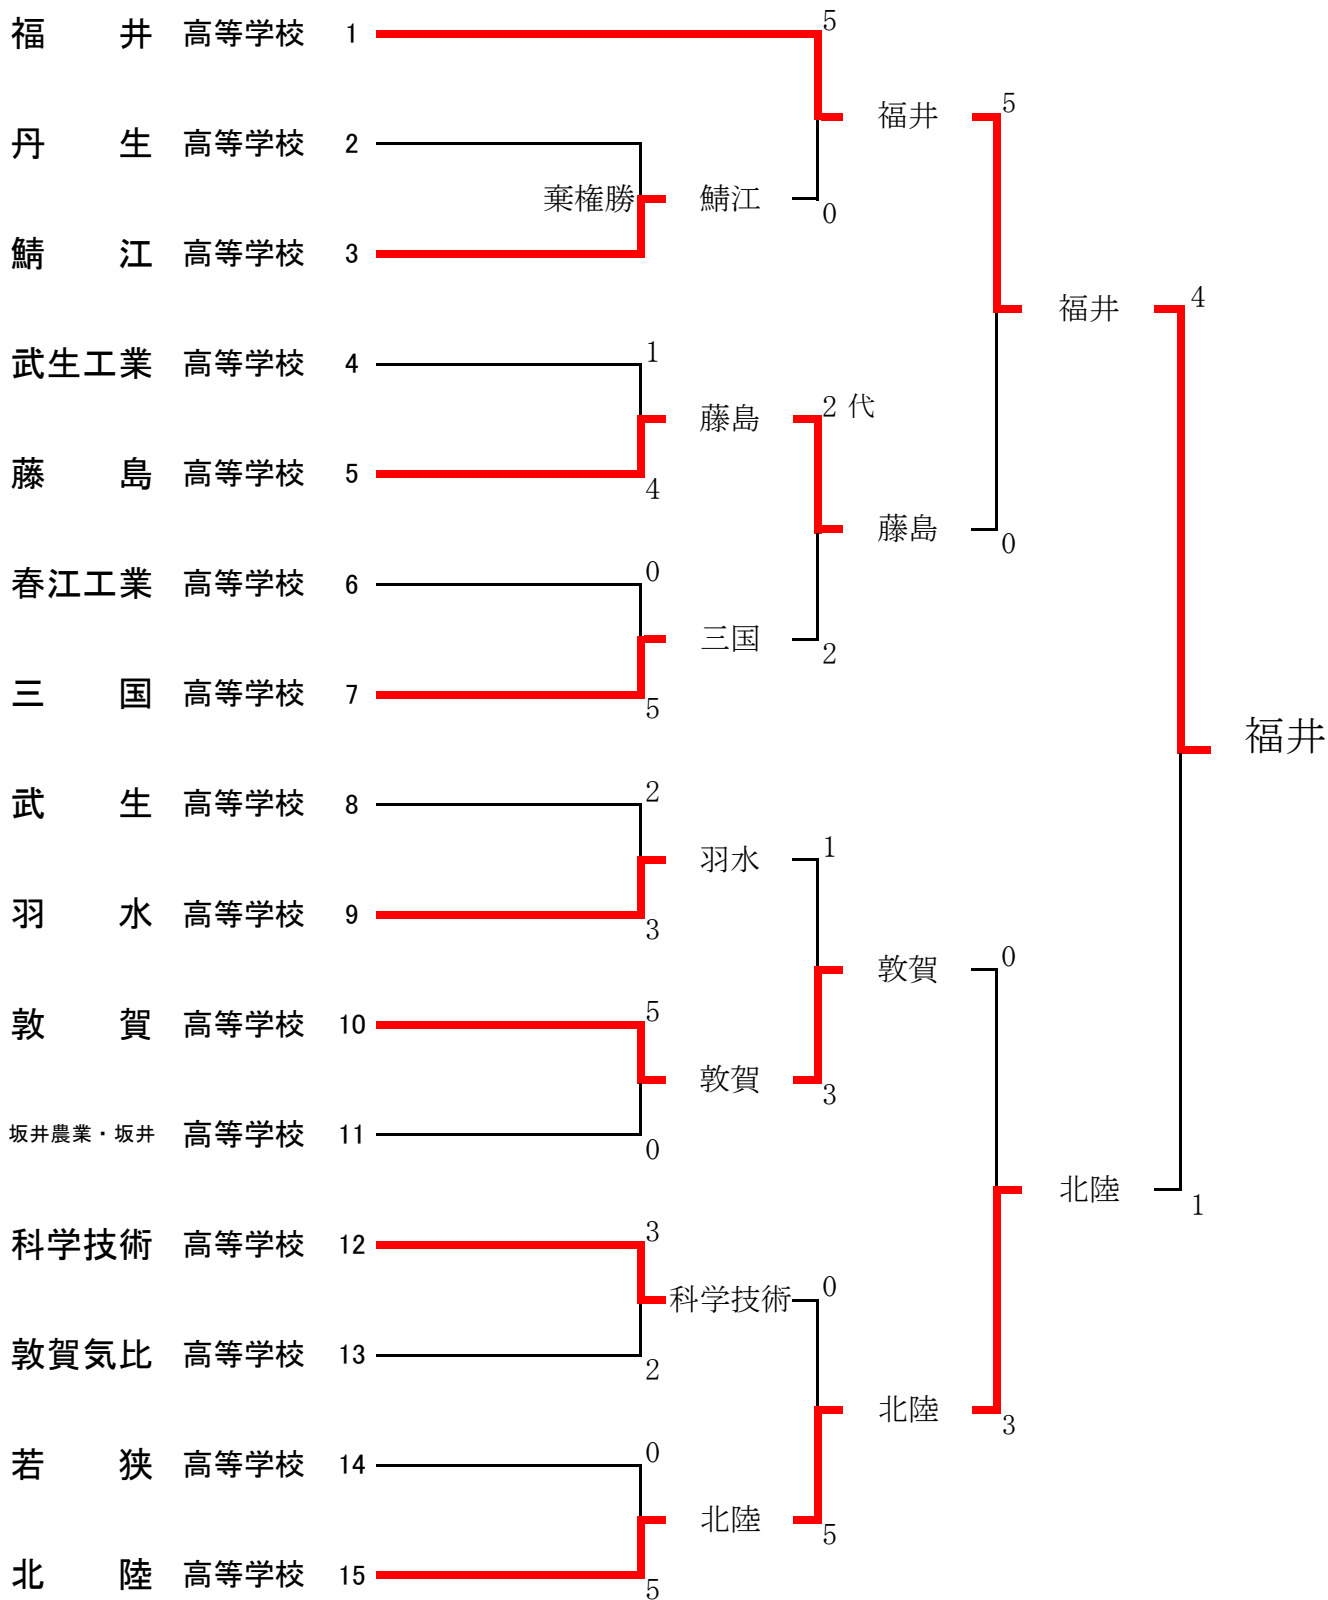 福井 高等学校 1
5
福井
5
丹生 高等学校 2
棄権勝
鯖江
0
鯖江 高等学校 3
福井
4
武生工業 高等学校 4
1
藤島
2 代
藤島 高等学校 5
4
藤島
0
春江工業 高等学校 6
0
三国
2
三国 高等学校 7
5
福井
武生 高等学校 8
2
羽水
1
羽水 高等学校 9
3
敦賀
0
敦賀 高等学校 10
5
敦賀
3
坂井農業・坂井 高等学校 11
0
北陸
1
科学技術 高等学校 12
3
科学技術
0
敦賀気比 高等学校 13
2
北陸
3
若狭 高等学校 14
0
北陸
5
北陸 高等学校 15
5